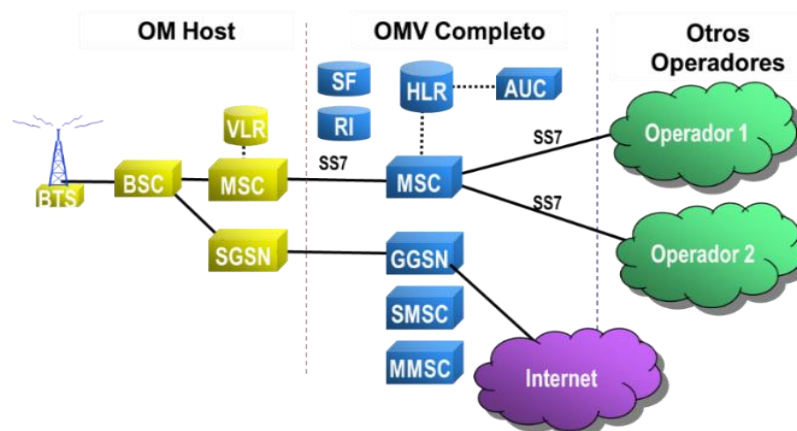 OM Host
OMV Completo
Otros
Operadores
SF
HLR
AUC
RI
VLR
SS7
SS7
Operador 1
BTS
BSC
MSC
MSC
SS7
Operador 2
SGSN
GGSN
SMSC
MMSC
Internet